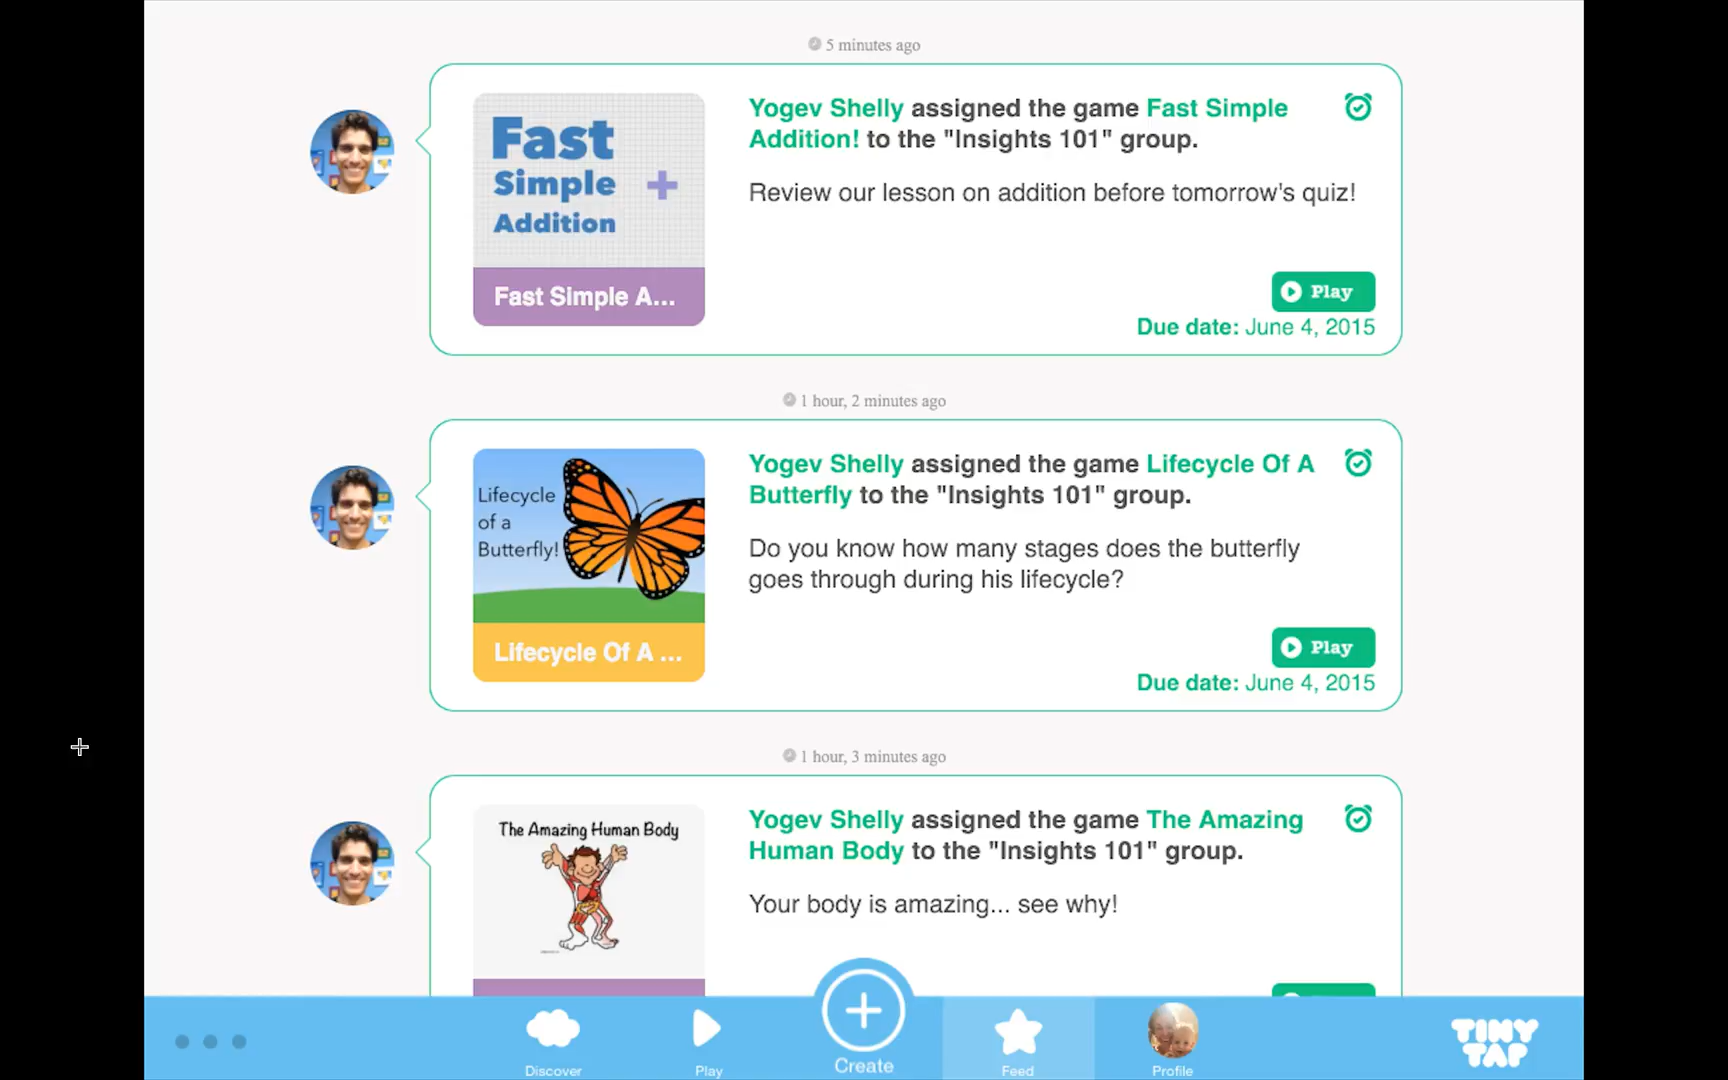 5 minutes ago
Fast
Simple
Addition
Fast Simple A...
Yogev Shelly assigned the game Fast Simple
Addition! to the "Insights 101" group.
Review our lesson on addition before tomorrow's quiz!
Play
Due date: June 4, 2015
1 hour, 2 minutes ago
Lifecycle
of a
Butterfly!
Lifecycle Of A ...
Yogev Shelly assigned the game Lifecycle Of A
Butterfly to the "Insights 101" group.
Do you know how many stages does the butterfly
goes through during his lifecycle?
Play
Due date: June 4, 2015
1 hour, 3 minutes ago
The Amazing Human Body
Yogev Shelly assigned the game The Amazing
Human Body to the "Insights 101" group.
Your body is amazing... see why!
Discover
Play
Create
Feed
Profile
TINY
TAP